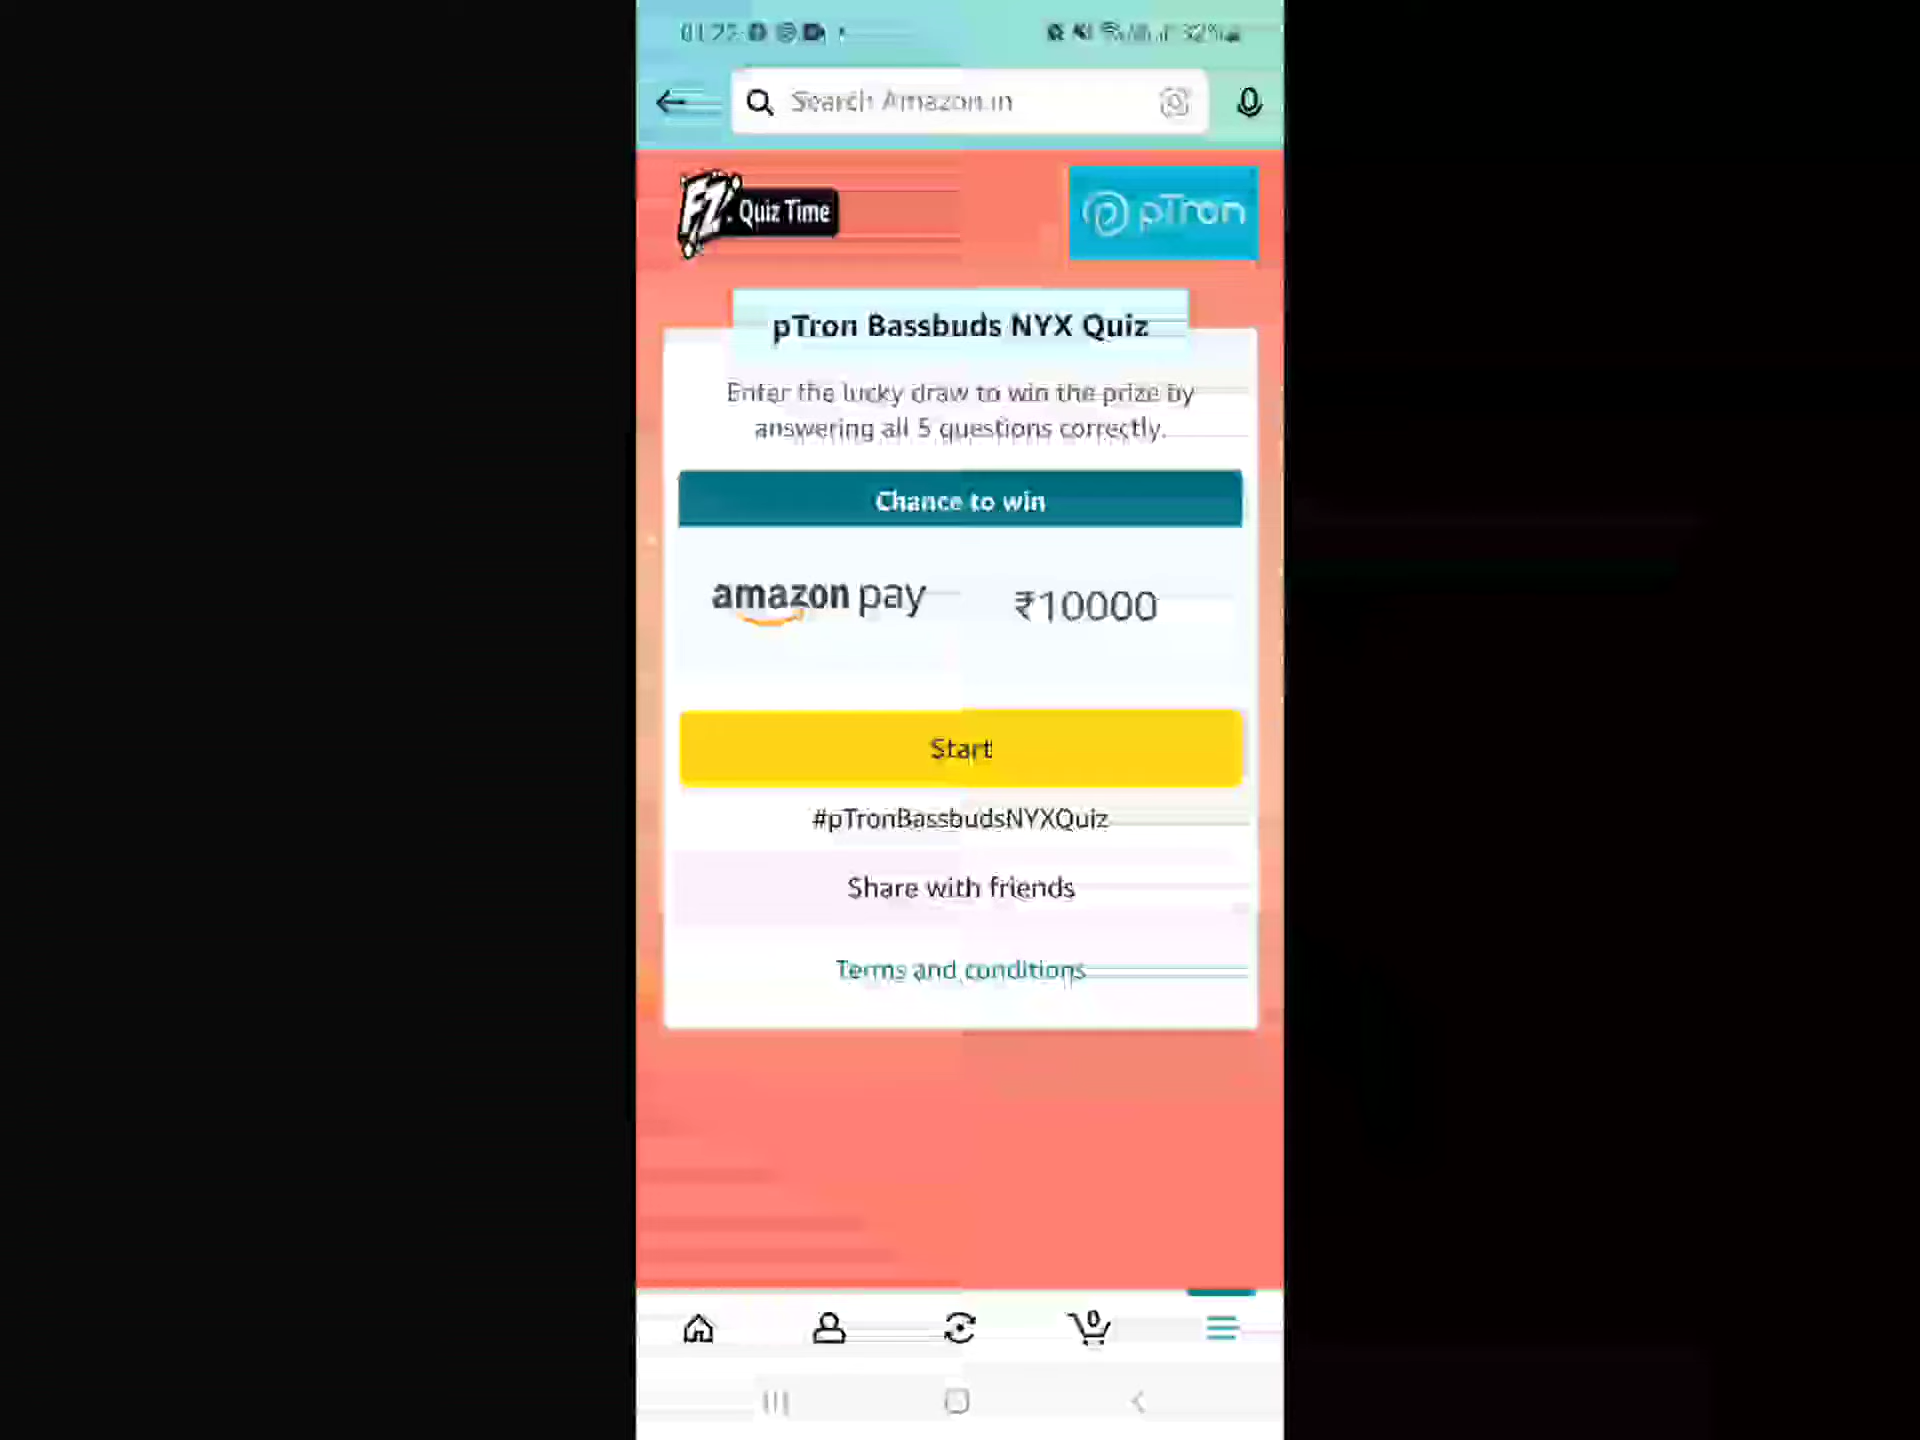 Search Amazon.in
FZ. Quiz Time
pTron
pTron Bassbuds NYX Quiz
Enter the lucky draw to win the prize by
answering all 5 questions correctly.
Chance to win
amazon pay
₹10000
Start
#pTronBassbudsNYXQuiz
Share with friends
Terms and conditions
0